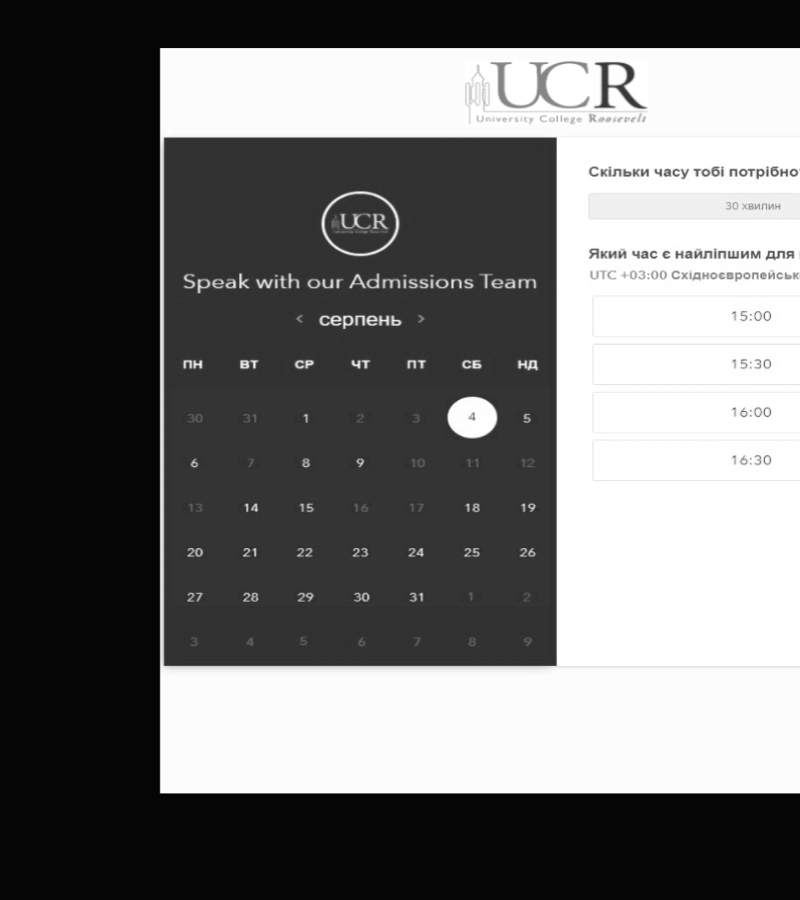 UCR
University College Roosevelt
UCR
Speak with our Admissions Team
< серпень >
ПН ВТ СР ЧТ ПТ СБ НД
30 31 1 2 3 4 5
6 7 8 9 10 11 12
13 14 15 16 17 18 19
20 21 22 23 24 25 26
27 28 29 30 31 1 2
3 4 5 6 7 8 9
Скільки часу тобі потрібно
30 хвилин
Який час є найліпшим для
UTC +03:00 Східноєвропейськ
15:00
15:30
16:00
16:30